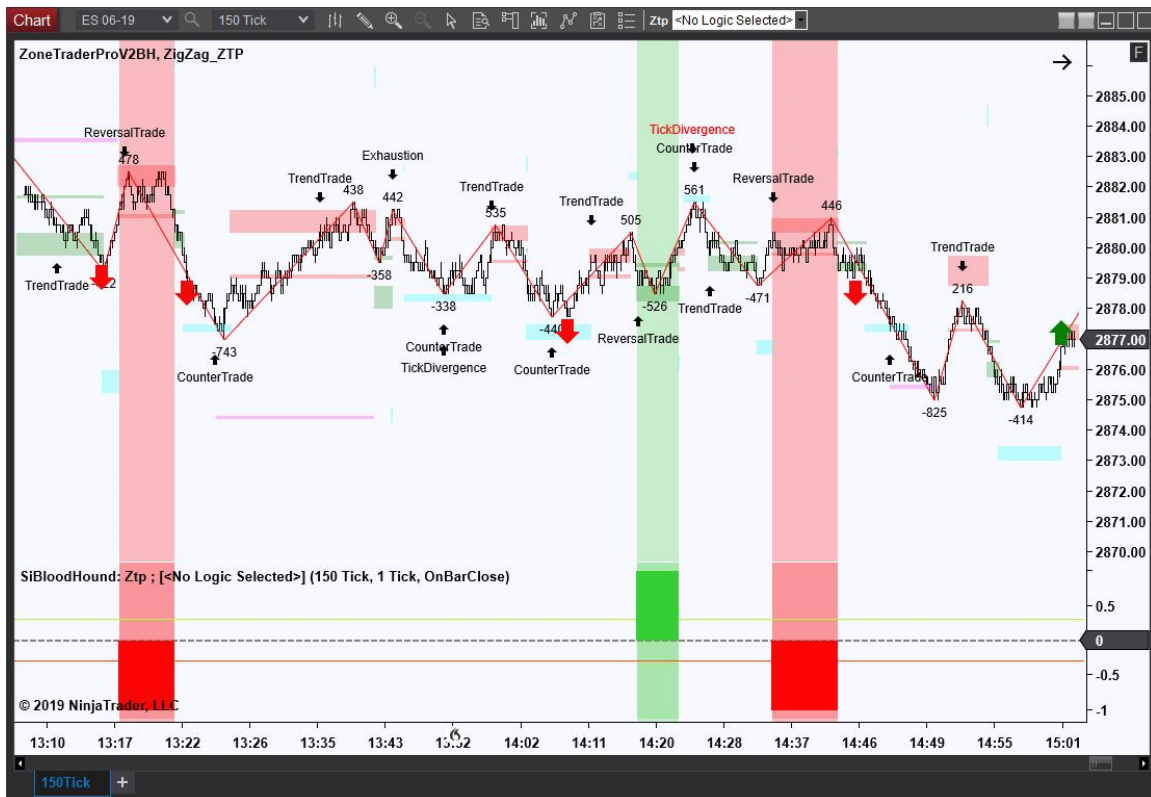 Chart
ES 06-19
150 Tick
Ztp
<No Logic Selected>
ZoneTraderProV2BH, ZigZag_ZTP
F
2885.00
2884.00
2883.00
2882.00
2881.00
2880.00
2879.00
2878.00
2877.00
2876.00
2875.00
2874.00
2873.00
2872.00
2871.00
2870.00
ReversalTrade
478
TrendTrade
-743
CounterTrade
TrendTrade
438
-358
Exhaustion
442
-338
CounterTrade
TickDivergence
TrendTrade
535
-440
CounterTrade
TrendTrade
505
-526
ReversalTrade
TickDivergence
CounterTrade
561
TrendTrade
-471
ReversalTrade
446
CounterTrade
-825
TrendTrade
216
-414
SiBloodHound: Ztp ; [<No Logic Selected>] (150 Tick, 1 Tick, OnBarClose)
0.5
0
-0.5
-1
© 2019 NinjaTrader, LLC
13:10 13:17 13:22 13:26 13:35 13:43 14:02 14:11 14:20 14:28 14:37 14:46 14:49 14:55 15:01
150Tick
+